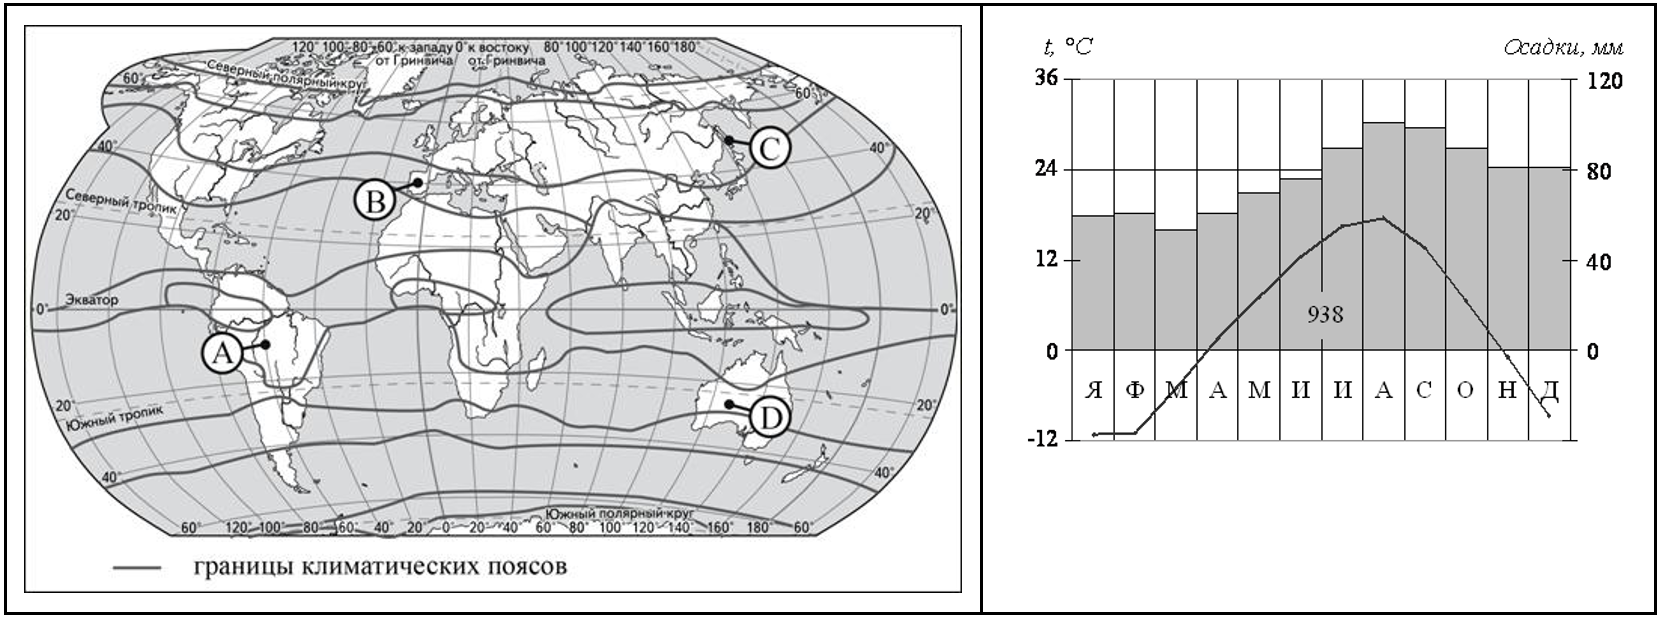 120° 100° 80° 60° к западу 0° к востоку 80° 100° 120° 140° 160° 180°
от Гринвича от Гринвича
Северный полярный круг
60° 60°
C
40° 40°
B
Северный тропик
20° 20°
Экватор
0° 0°
A
D
20° 20°
Южный тропик
40° 40°
Южный полярный круг
60° 120° 100° 80° 60° 40° 20° 0° 20° 40° 60° 80° 100° 120° 140° 160° 180° 60°
границы климатических поясов
t, °C Осадки, мм
36 120
24 80
12 40
938
0 0
Я Ф М А М И И А С О Н Д
-12